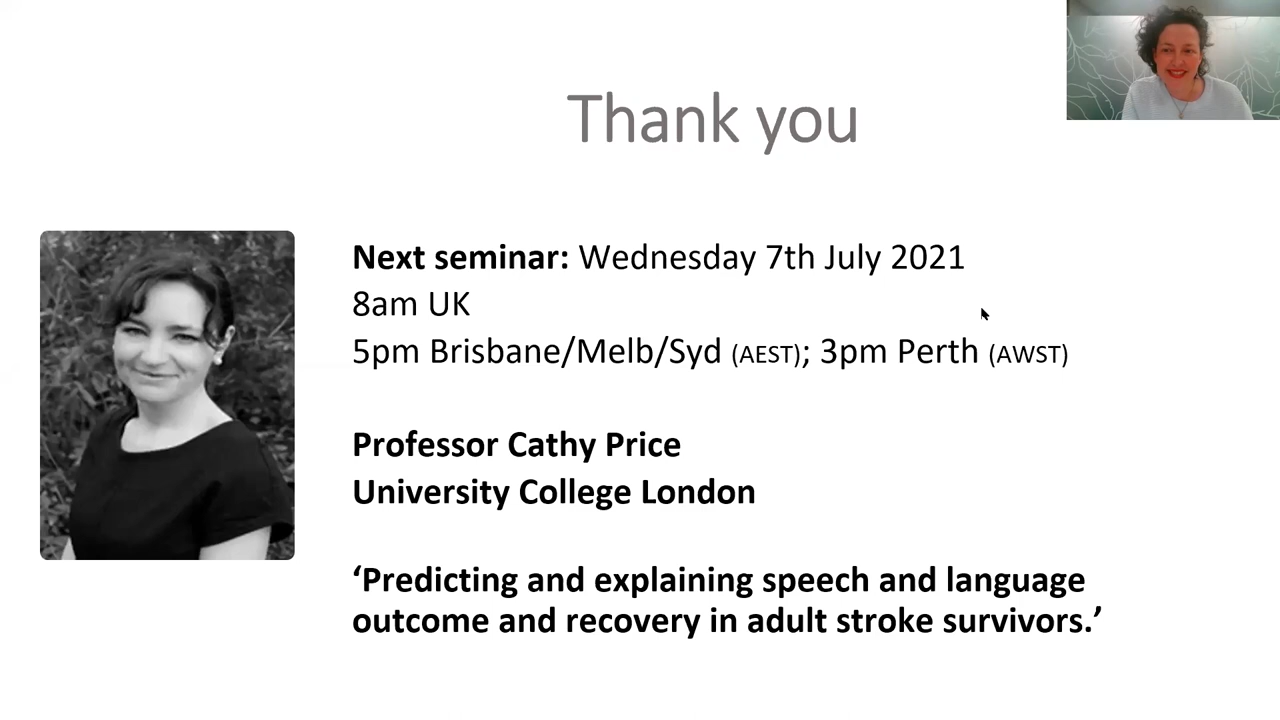 Thank you
Next seminar: Wednesday 7th July 2021
8am UK
5pm Brisbane/Melb/Syd (AEST); 3pm Perth (AWST)
Professor Cathy Price
University College London
‘Predicting and explaining speech and language
outcome and recovery in adult stroke survivors.’